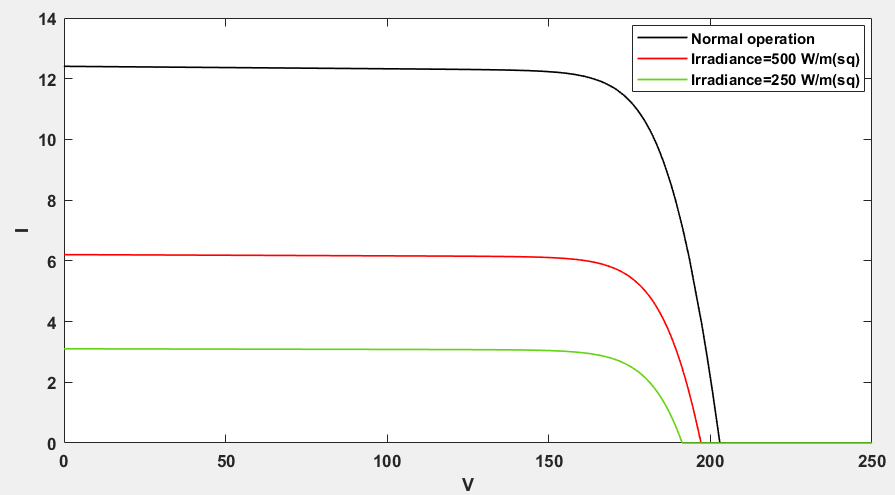 14
12
10
8
6
4
2
0
I
Normal operation
Irradiance=500 W/m(sq)
Irradiance=250 W/m(sq)
0 50 100 150 200 250
V